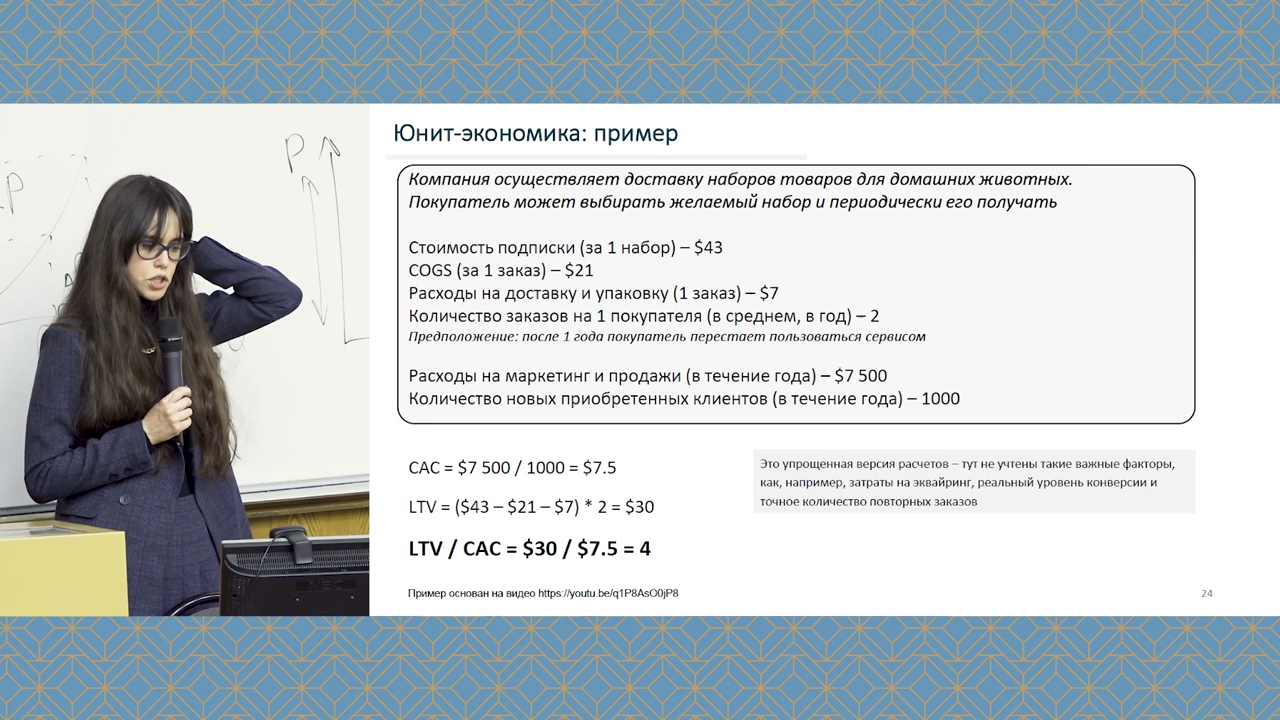 P
P
Юнит-экономика: пример
Компания осуществляет доставку наборов товаров для домашних животных.
Покупатель может выбирать желаемый набор и периодически его получать
Стоимость подписки (за 1 набор) – $43
COGS (за 1 заказ) – $21
Расходы на доставку и упаковку (1 заказ) – $7
Количество заказов на 1 покупателя (в среднем, в год) – 2
Предположение: после 1 года покупатель перестает пользоваться сервисом
Расходы на маркетинг и продажи (в течение года) – $7 500
Количество новых приобретенных клиентов (в течение года) – 1000
CAC = $7 500 / 1000 = $7.5
LTV = ($43 – $21 – $7) * 2 = $30
LTV / CAC = $30 / $7.5 = 4
Это упрощенная версия расчетов – тут не учтены такие важные факторы,
как, например, затраты на эквайринг, реальный уровень конверсии и
точное количество повторных заказов
Пример основан на видео https://youtu.be/q1P8AsO0jP8
24